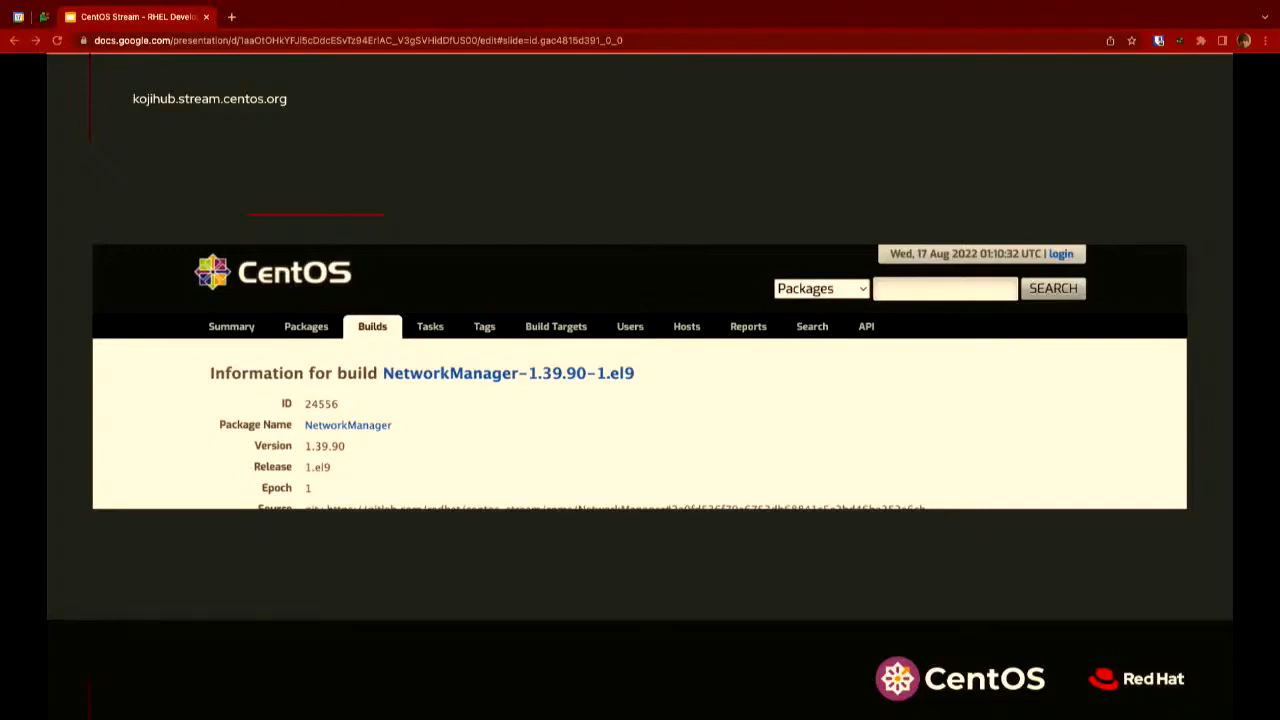 CentOS Stream - RHEL Develo
docs.google.com/presentation/d/1aaOtOHkYFJi5cDdcESvTz94ErlAC_V3gSVHidDfUS00/edit#slide=id.gac4815d391_0_0
kojihub.stream.centos.org
Wed, 17 Aug 2022 01:10:32 UTC | login
CentOS
Packages SEARCH
Summary Packages Builds Tasks Tags Build Targets Users Hosts Reports Search API
Information for build NetworkManager-1.39.90-1.el9
ID 24556
Package Name NetworkManager
Version 1.39.90
Release 1.el9
Epoch 1
Source
CentOS Red Hat